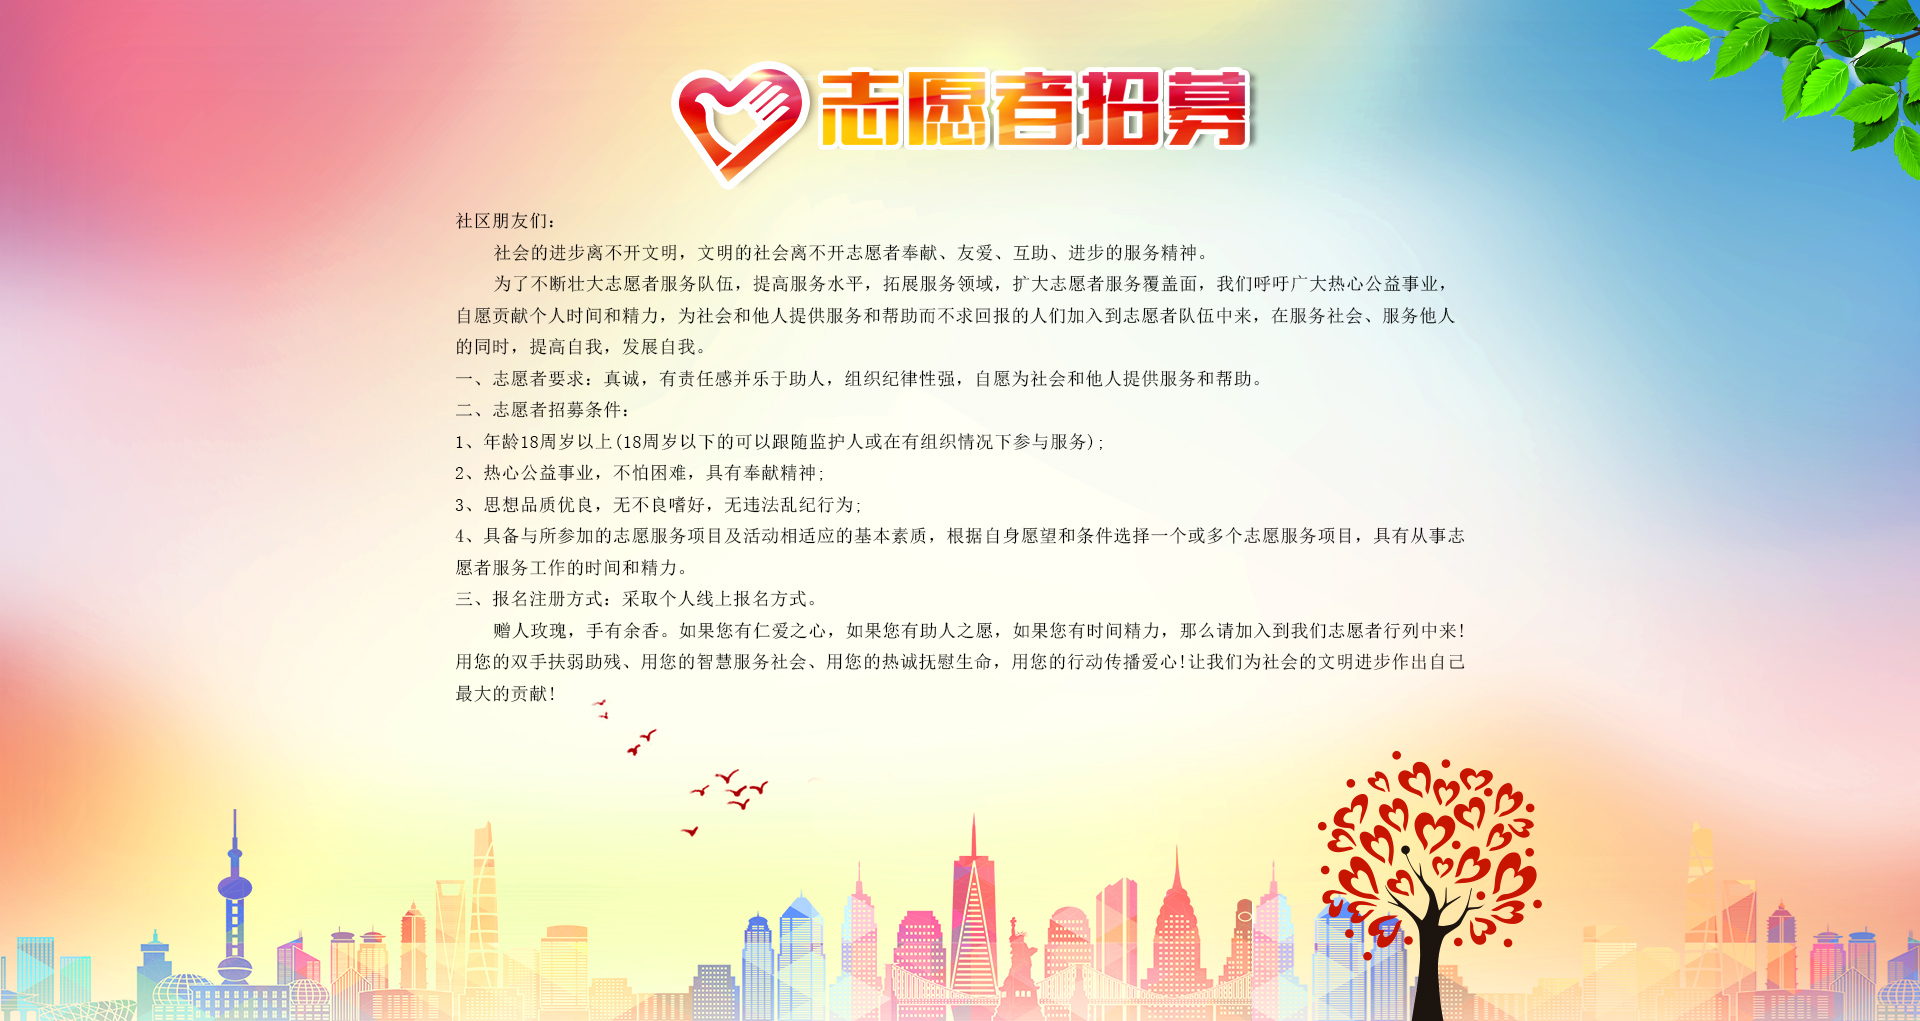 志愿者招募
社区朋友们：
社会的进步离不开文明，文明的社会离不开志愿者奉献、友爱、互助、进步的服务精神。
为了不断壮大志愿者服务队伍，提高服务水平，拓展服务领域，扩大志愿者服务覆盖面，我们呼吁广大热心公益事业，
自愿贡献个人时间和精力，为社会和他人提供服务和帮助而不求回报的人们加入到志愿者队伍中来，在服务社会、服务他人
的同时，提高自我，发展自我。
一、志愿者要求：真诚，有责任感并乐于助人，组织纪律性强，自愿为社会和他人提供服务和帮助。
二、志愿者招募条件：
1、年龄18周岁以上(18周岁以下的可以跟随监护人或在有组织情况下参与服务)；
2、热心公益事业，不怕困难，具有奉献精神；
3、思想品质优良，无不良嗜好，无违法乱纪行为；
4、具备与所参加的志愿服务项目及活动相适应的基本素质，根据自身愿望和条件选择一个或多个志愿服务项目，具有从事志
愿者服务工作的时间和精力。
三、报名注册方式：采取个人线上报名方式。
赠人玫瑰，手有余香。如果您有仁爱之心，如果您有助人之愿，如果您有时间精力，那么请加入到我们志愿者行列中来!
用您的双手扶弱助残、用您的智慧服务社会、用您的热诚抚慰生命，用您的行动传播爱心!让我们为社会的文明进步作出自己
最大的贡献!